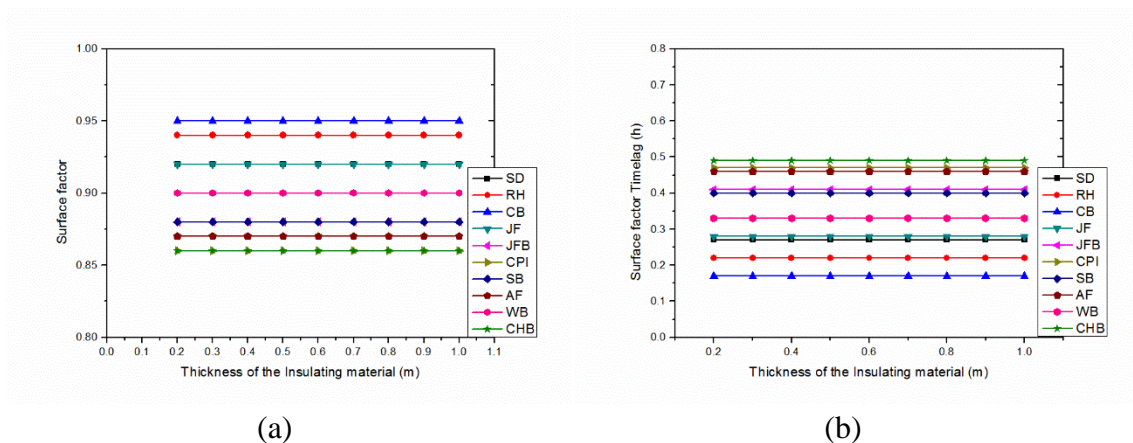 1.00
0.95
0.90
0.85
0.80
Surface factor
0.0 0.1 0.2 0.3 0.4 0.5 0.6 0.7 0.8 0.9 1.0 1.1
Thickness of the Insulating material (m)
SD
RH
CB
JF
JFB
CPI
SB
AF
WB
CHB
(a)
0.8
0.7
0.6
0.5
0.4
0.3
0.2
0.1
0.0
Surface factor Timelag (h)
0.2 0.4 0.6 0.8 1.0
Thickness of the Insulating material (m)
SD
RH
CB
JF
JFB
CPI
SB
AF
WB
CHB
(b)